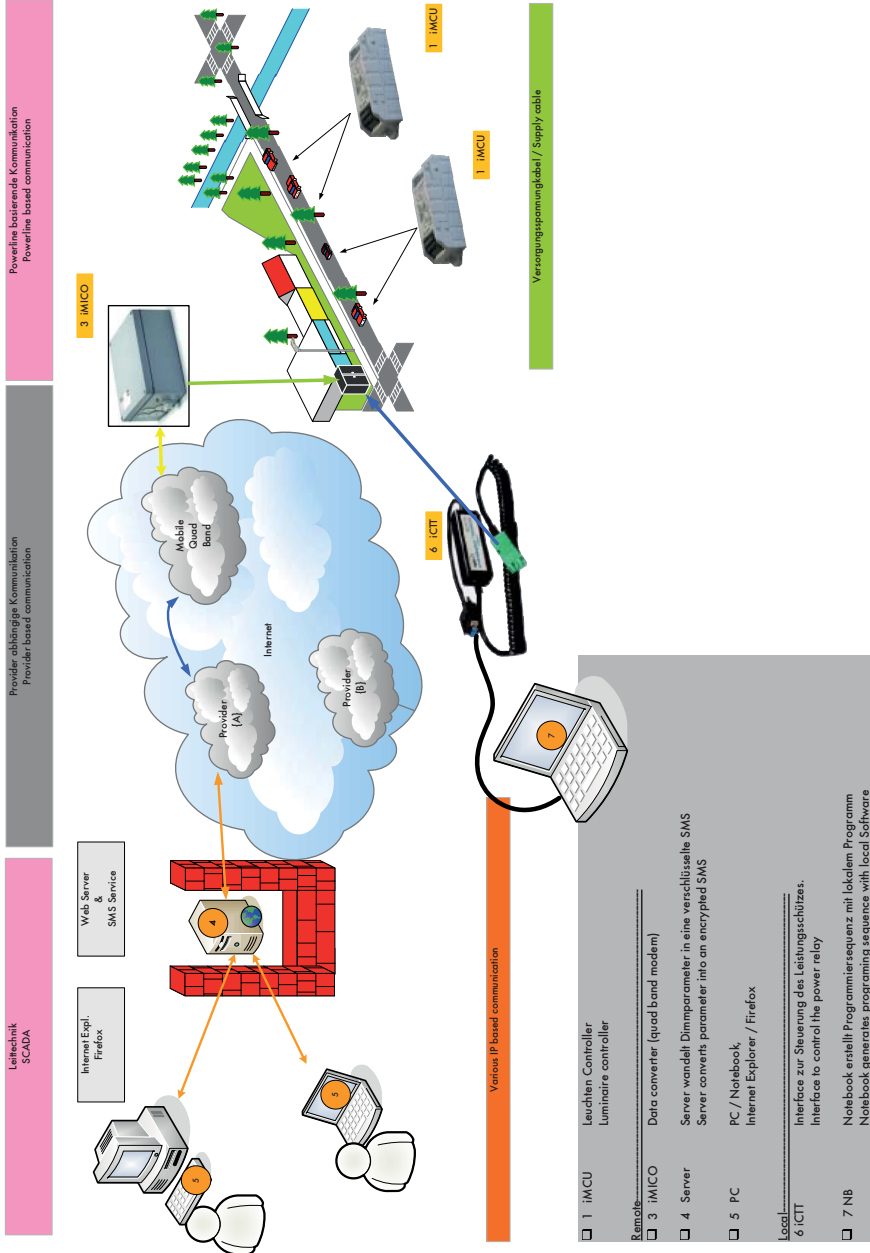 Leittechnik
SCADA
Provider abhängige Kommunikation
Provider based communication
Powerline basierende Kommunikation
Powerline based communication
Internet Expl.
Firefox
Web Server
&
SMS Service
3 iMICO
1 iMCU
1 iMCU
Mobile
Quad
Band
Internet
Provider
(A)
Provider
(B)
4
5
5
6 iCTT
7
Various IP based communication
Versorgungsspannungkabel / Supply cable
1 iMCU Leuchten Controller
Luminaire controller
Remote
3 iMICO Data converter (quad band modem)
4 Server Server wandelt Dimmparameter in eine verschlüsselte SMS
Server converts parameter into an encrypted SMS
5 PC PC / Notebook,
Internet Explorer / Firefox
Local
6 iCTT Interface zur Steuerung des Leistungsschützes.
Interface to control the power relay
7 NB Notebook erstellt Programmiersequenz mit lokalem Programm
Notebook generates programing sequence with local Software